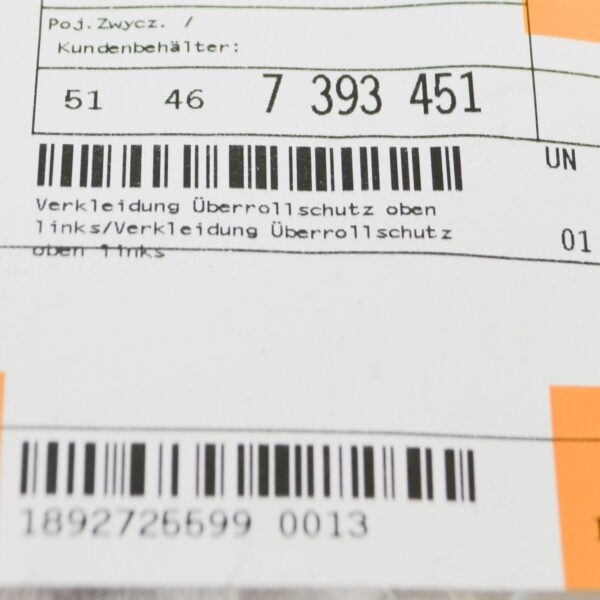 Poj.Zwycz. /
Kundenbehälter:
51 46 7 393 451
UN
Verkleidung Überrollschutz oben
links/Verkleidung Überrollschutz
oben links
01
1892725599 0013